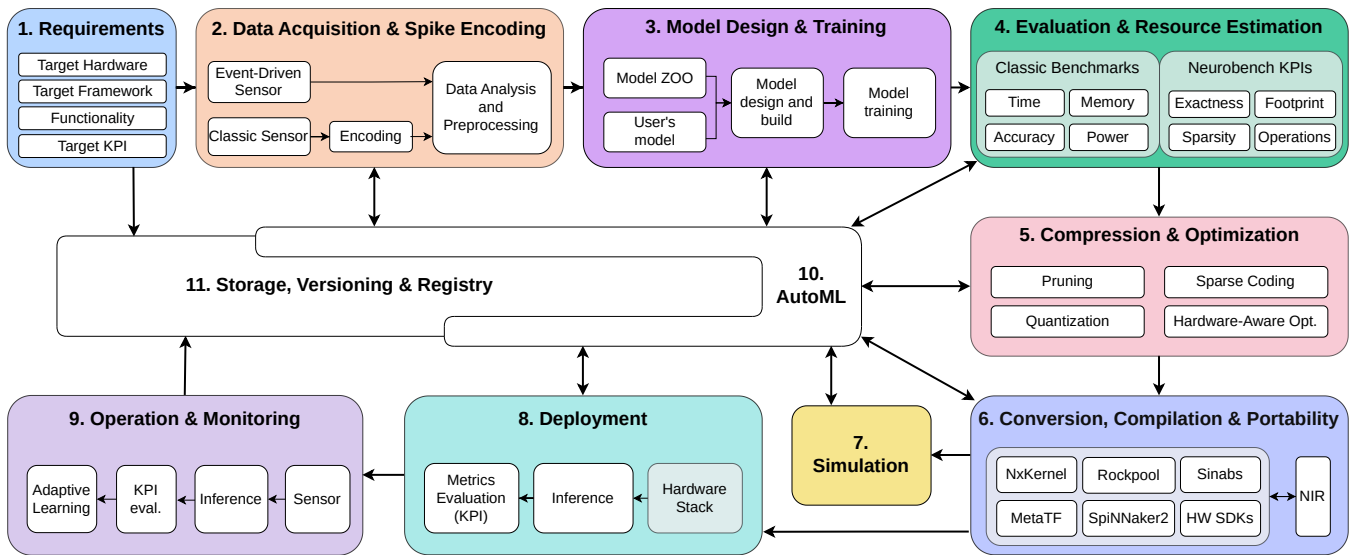 1. Requirements
Target Hardware
Target Framework
Functionality
Target KPI
2. Data Acquisition & Spike Encoding
Event-Driven
Sensor
Classic Sensor
Encoding
Data Analysis
and
Preprocessing
3. Model Design & Training
Model ZOO
User's
model
Model
design and
build
Model
training
4. Evaluation & Resource Estimation
Classic Benchmarks
Time
Memory
Accuracy
Power
Neurobench KPIs
Exactness
Footprint
Sparsity
Operations
5. Compression & Optimization
Pruning
Sparse Coding
Quantization
Hardware-Aware Opt.
11. Storage, Versioning & Registry
10.
AutoML
9. Operation & Monitoring
Adaptive
Learning
KPI
eval.
Inference
Sensor
8. Deployment
Metrics
Evaluation
(KPI)
Inference
Hardware
Stack
7.
Simulation
6. Conversion, Compilation & Portability
NxKernel
Rockpool
Sinabs
MetaTF
SpiNNaker2
HW SDKs
NIR